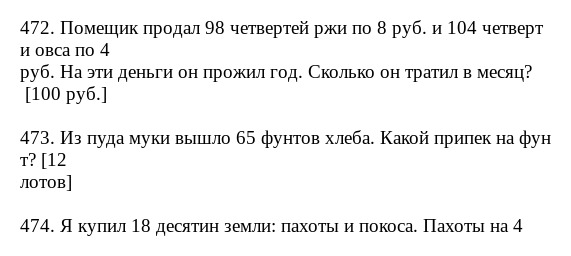 472. Помещик продал 98 четвертей ржи по 8 руб. и 104 четверт
и овса по 4
руб. На эти деньги он прожил год. Сколько он тратил в месяц?
[100 руб.]
473. Из пуда муки вышло 65 фунтов хлеба. Какой припек на фун
т? [12
лотов]
474. Я купил 18 десятин земли: пахоты и покоса. Пахоты на 4